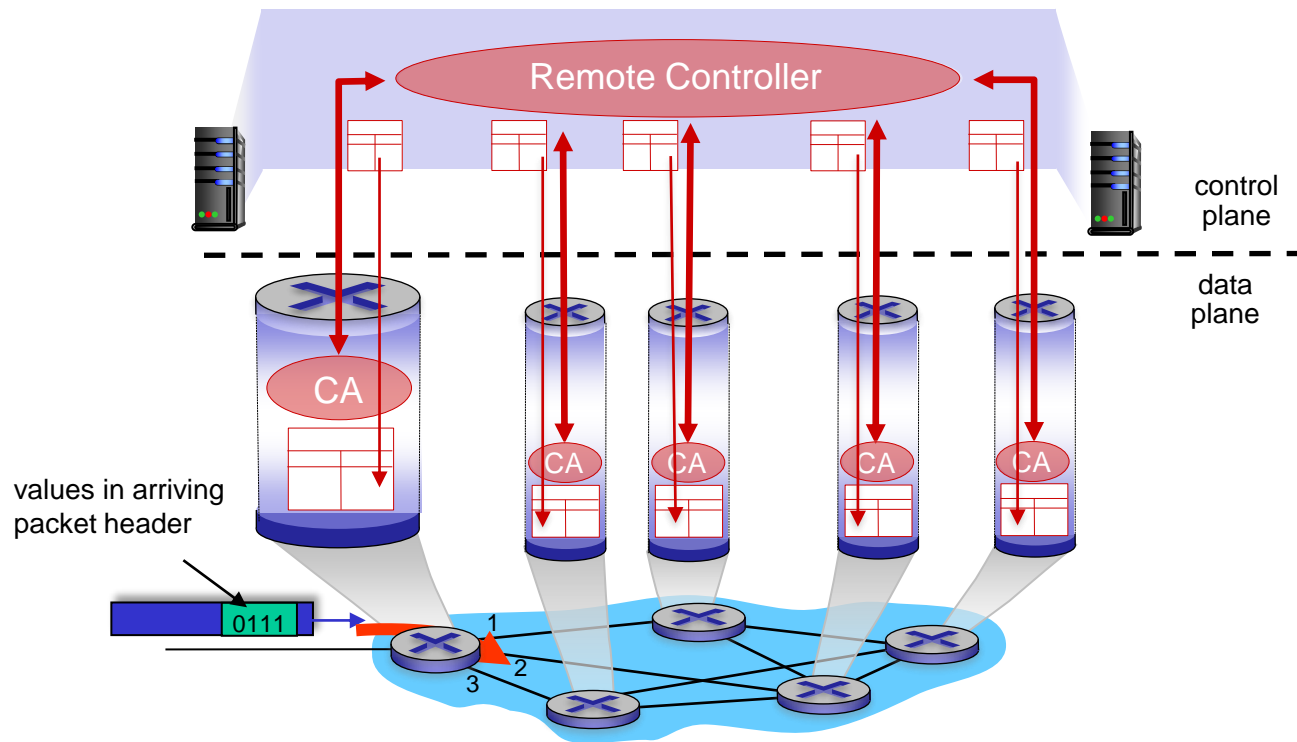 Remote Controller
control
plane
data
plane
CA
CA
CA
CA
CA
values in arriving
packet header
0111
1
2
3